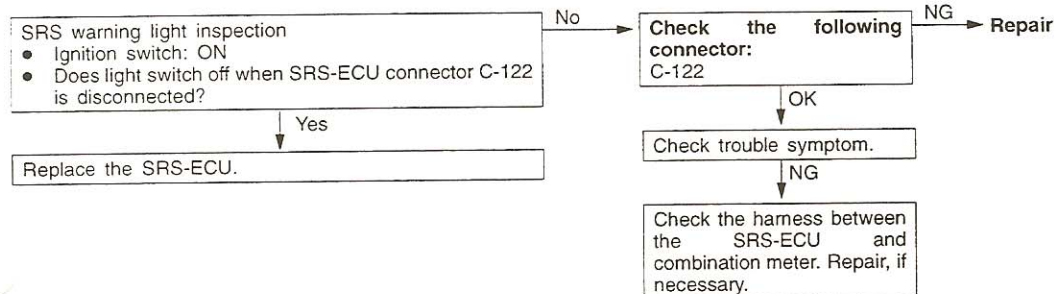 SRS warning light inspection
● Ignition switch: ON
● Does light switch off when SRS-ECU connector C-122
is disconnected?
No
Check the following
connector:
C-122
NG
Repair
Yes
OK
Replace the SRS-ECU.
Check trouble symptom.
NG
Check the harness between
the SRS-ECU and
combination meter. Repair, if
necessary.